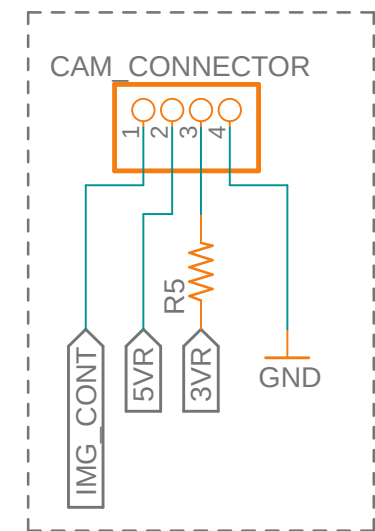 CAM_CONNECTOR
1 2 3 4
R5
IMG_CONT
5VR
3VR
GND